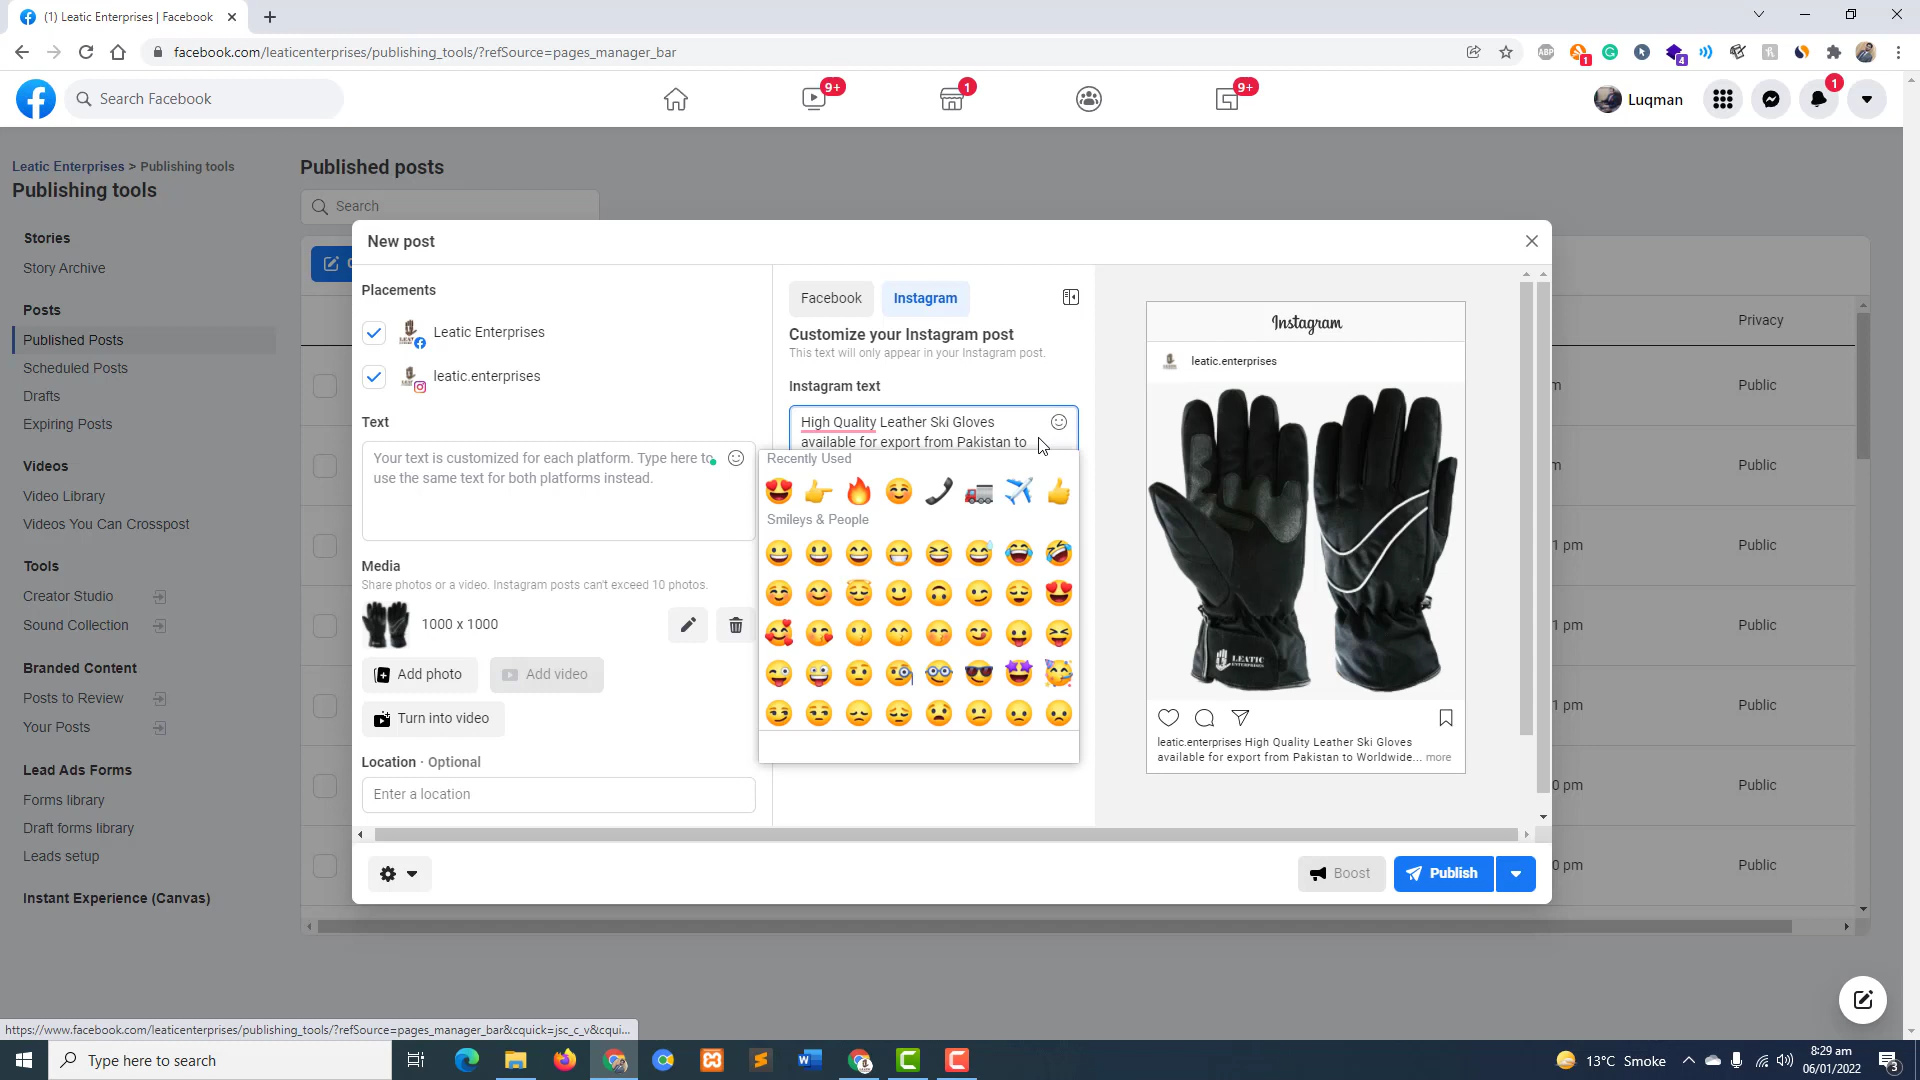 (1) Leatic Enterprises | Facebook
facebook.com/leaticenterprises/publishing_tools/?refSource=pages_manager_bar
ABP
1
4
Search Facebook
9+
1
9+
Luqman
1
Leatic Enterprises > Publishing tools
Publishing tools
Stories
Story Archive
Posts
Published Posts
Scheduled Posts
Drafts
Expiring Posts
Videos
Video Library
Videos You Can Crosspost
Tools
Creator Studio
Sound Collection
Branded Content
Posts to Review
Your Posts
Lead Ads Forms
Forms library
Draft forms library
Leads setup
Instant Experience (Canvas)
Published posts
Search
Privacy
Public
Public
1 pm
Public
Public
1 pm
Public
0 pm
Public
0 pm
Public
New post
Placements
Leatic Enterprises
leatic.enterprises
Text
Your text is customized for each platform. Type here to
use the same text for both platforms instead.
Media
Share photos or a video. Instagram posts can't exceed 10 photos.
1000 x 1000
Add photo
Add video
Turn into video
Location · Optional
Enter a location
Facebook
Instagram
Customize your Instagram post
This text will only appear in your Instagram post.
Instagram text
High Quality Leather Ski Gloves
available for export from Pakistan to
Recently Used
Smileys & People
Instagram
leatic.enterprises
LEATIC
ENTERPRISES
leatic.enterprises High Quality Leather Ski Gloves
available for export from Pakistan to Worldwide... more
Boost
Publish
https://www.facebook.com/leaticenterprises/publishing_tools/?refSource=pages_manager_bar&cquick=jsc_c_v&cqui...
Type here to search
13°C Smoke
8:29 am
06/01/2022
3